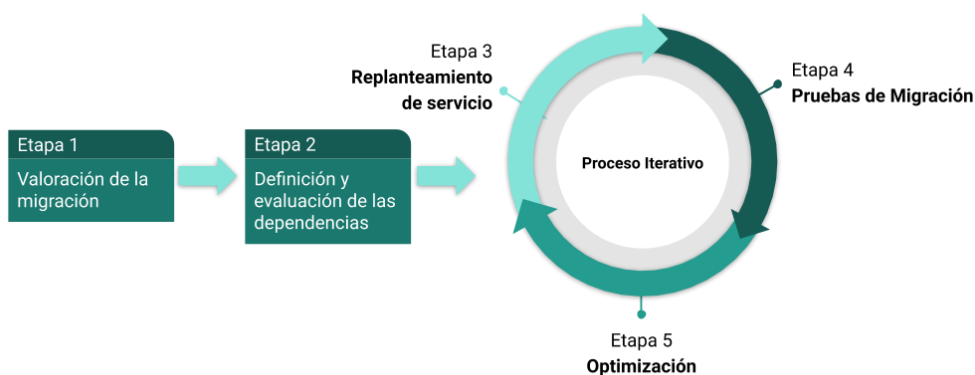 Etapa 1
Valoración de la
migración
Etapa 2
Definición y
evaluación de las
dependencias
Etapa 3
Replanteamiento
de servicio
Etapa 4
Pruebas de Migración
Proceso Iterativo
Etapa 5
Optimización